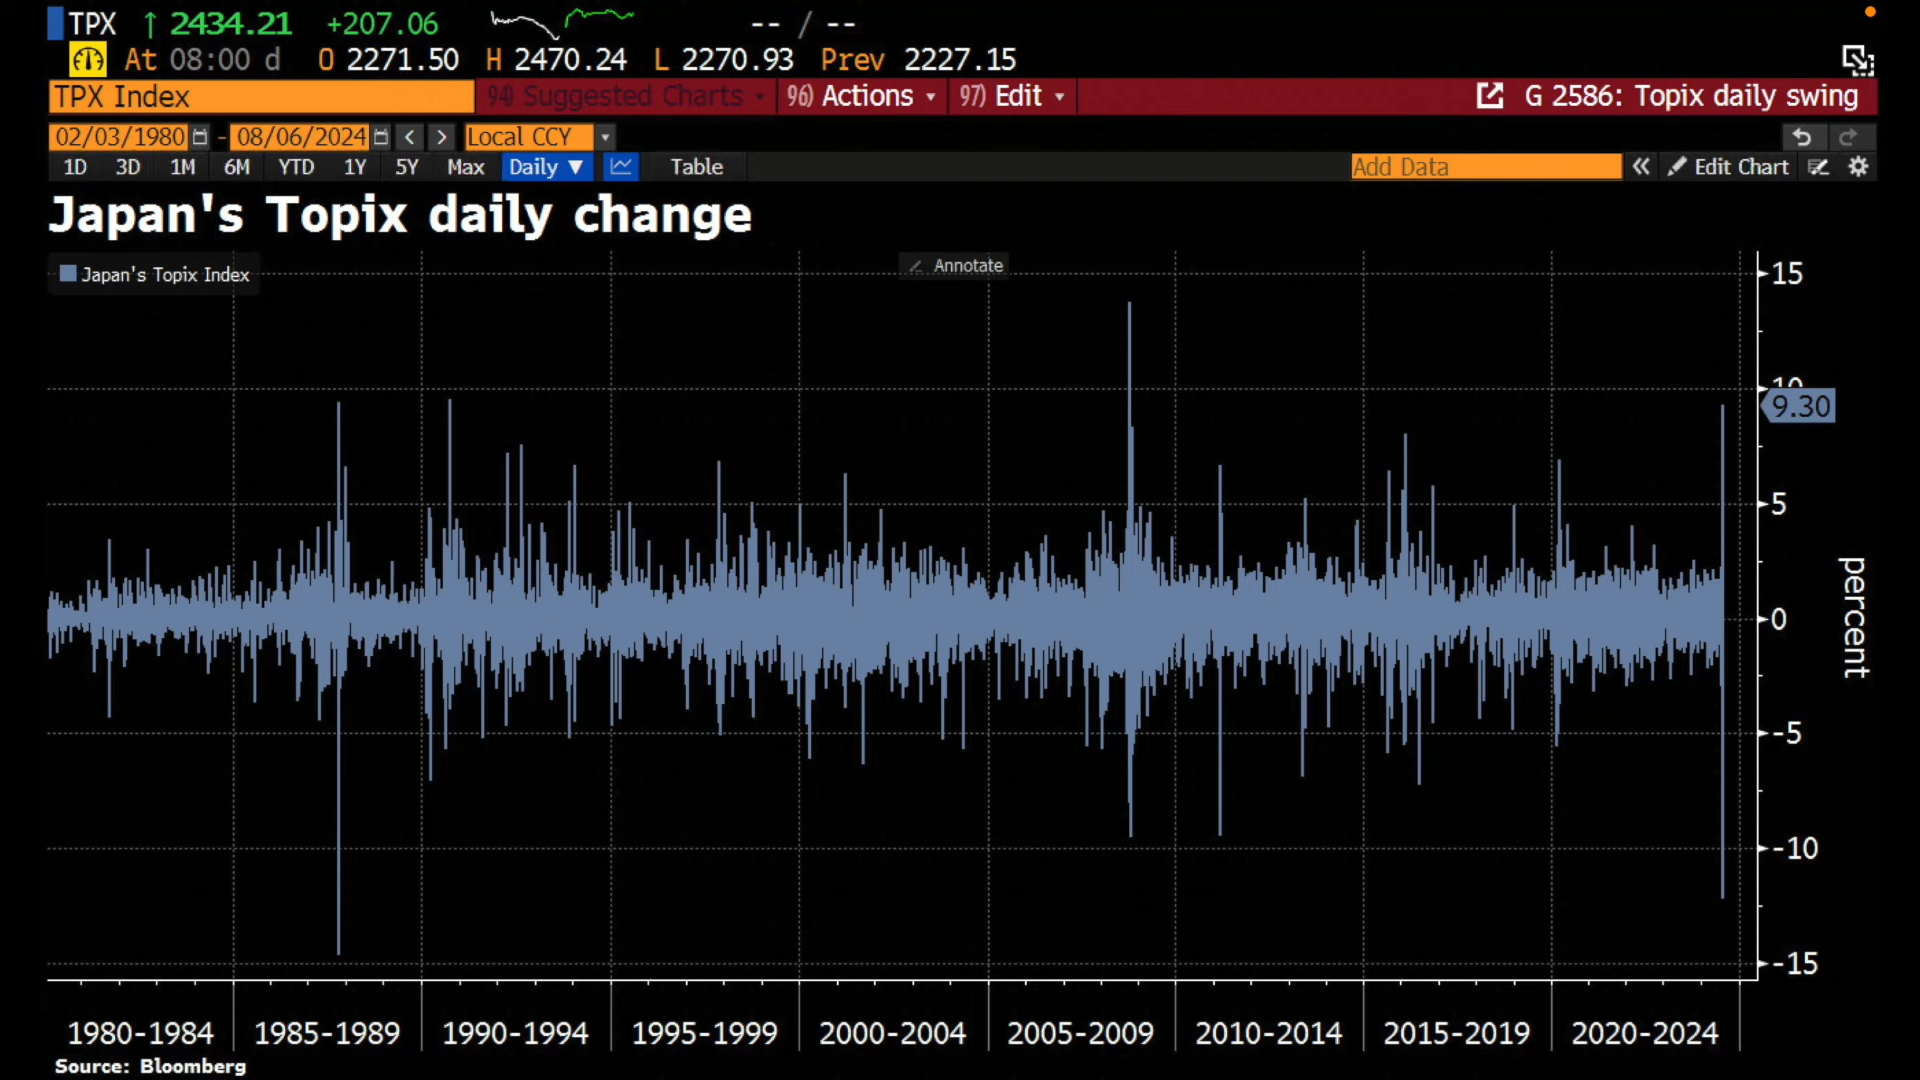 TPX ↑ 2434.21 +207.06 -- / --
At 08:00 d O 2271.50 H 2470.24 L 2270.93 Prev 2227.15
TPX Index 94) Suggested Charts 96) Actions 97) Edit G 2586: Topix daily swing
02/03/1980 - 08/06/2024 < > Local CCY
1D 3D 1M 6M YTD 1Y 5Y Max Daily ▼ Table Add Data « Edit Chart
Japan's Topix daily change
Japan's Topix Index
Annotate
15
10
9.30
5
0
-5
-10
-15
percent
1980-1984 1985-1989 1990-1994 1995-1999 2000-2004 2005-2009 2010-2014 2015-2019 2020-2024
Source: Bloomberg